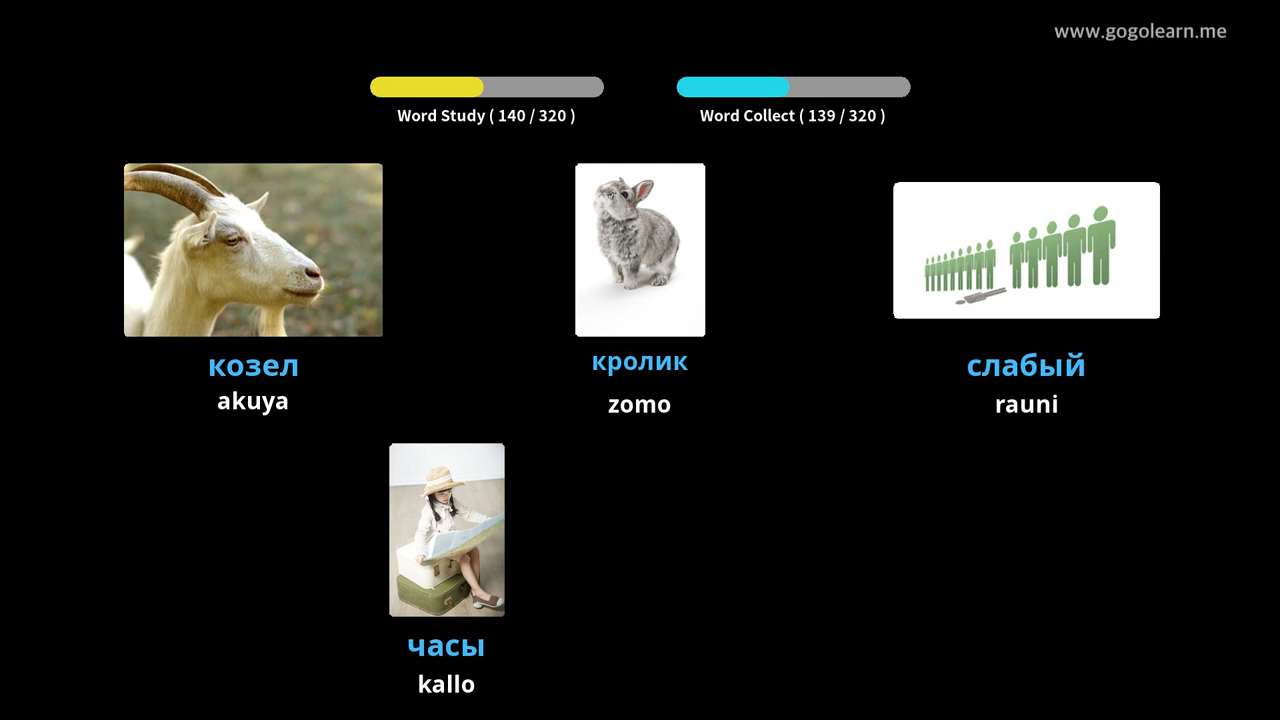 www.gogolearn.me
Word Study ( 140 / 320 )
Word Collect ( 139 / 320 )
козел
akuya
кролик
zomo
слабый
rauni
часы
kallo